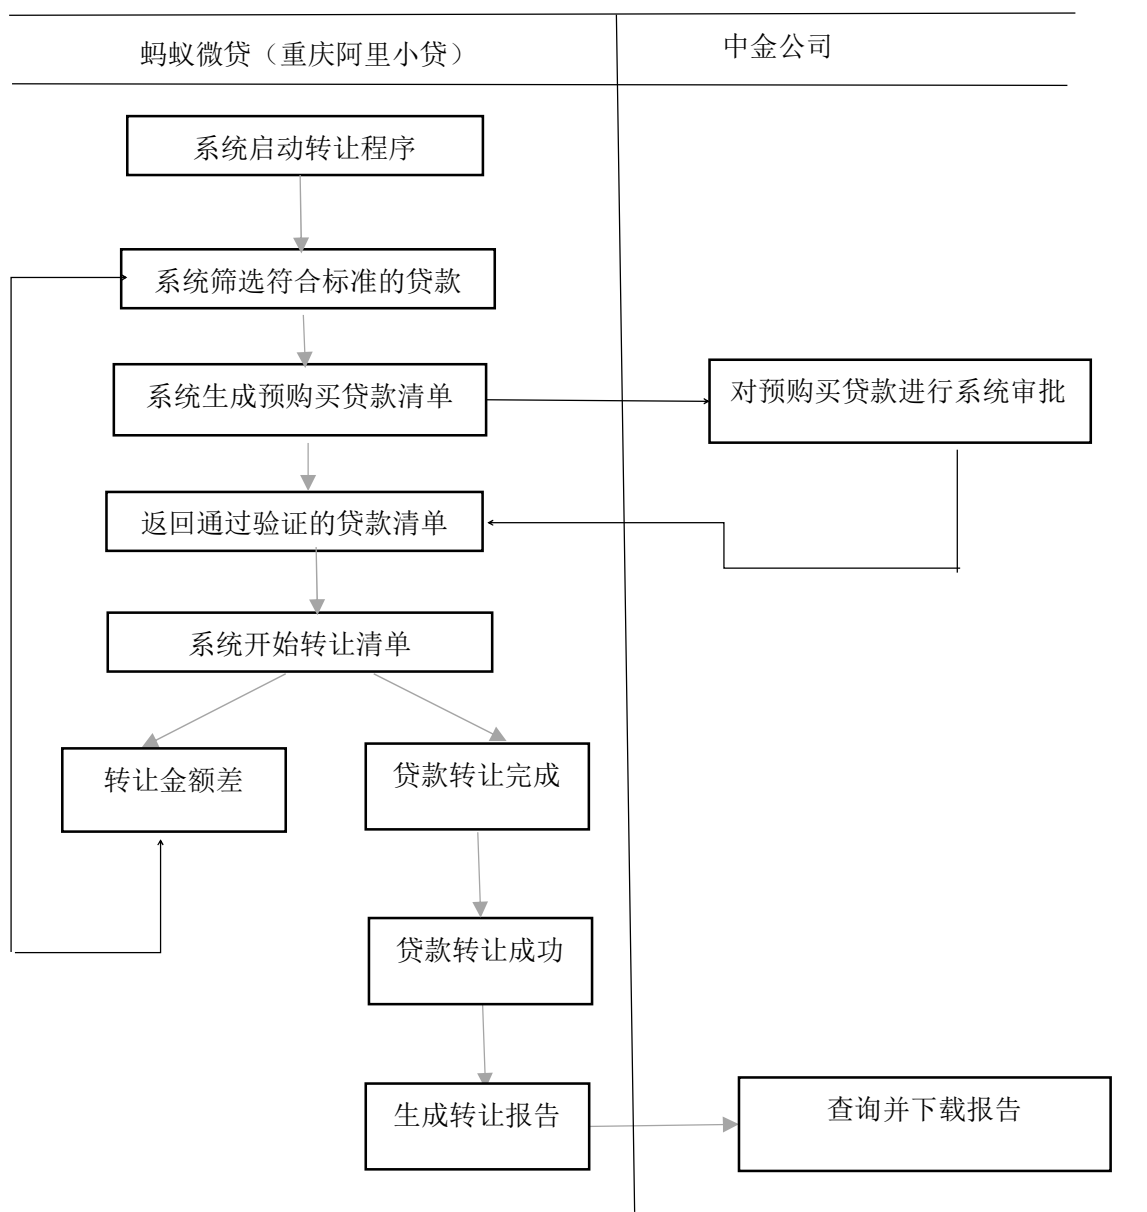 蚂蚁微贷（重庆阿里小贷）
中金公司
系统启动转让程序
系统筛选符合标准的贷款
系统生成预购买贷款清单
对预购买贷款进行系统审批
返回通过验证的贷款清单
系统开始转让清单
转让金额差
贷款转让完成
贷款转让成功
生成转让报告
查询并下载报告